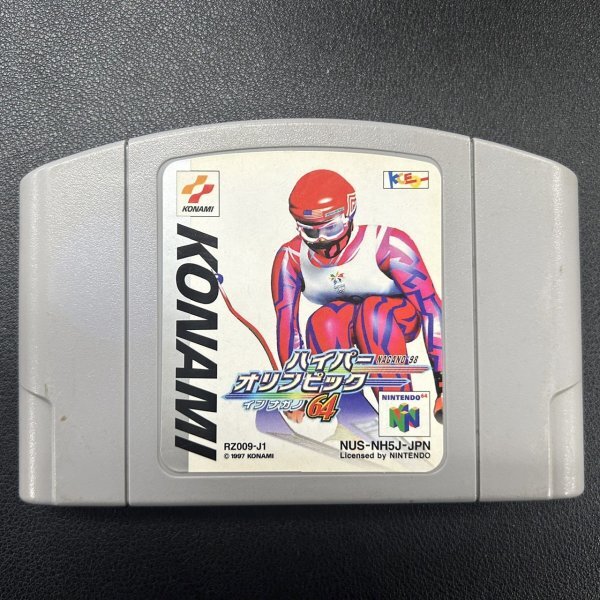 KONAMI
KCEO
KONAMI
ハイパー
NAGANO '98
オリンピック
イン ナガノ
64
NINTENDO 64
RZ009-J1
© 1997 KONAMI
NUS-NH5J-JPN
Licensed by NINTENDO